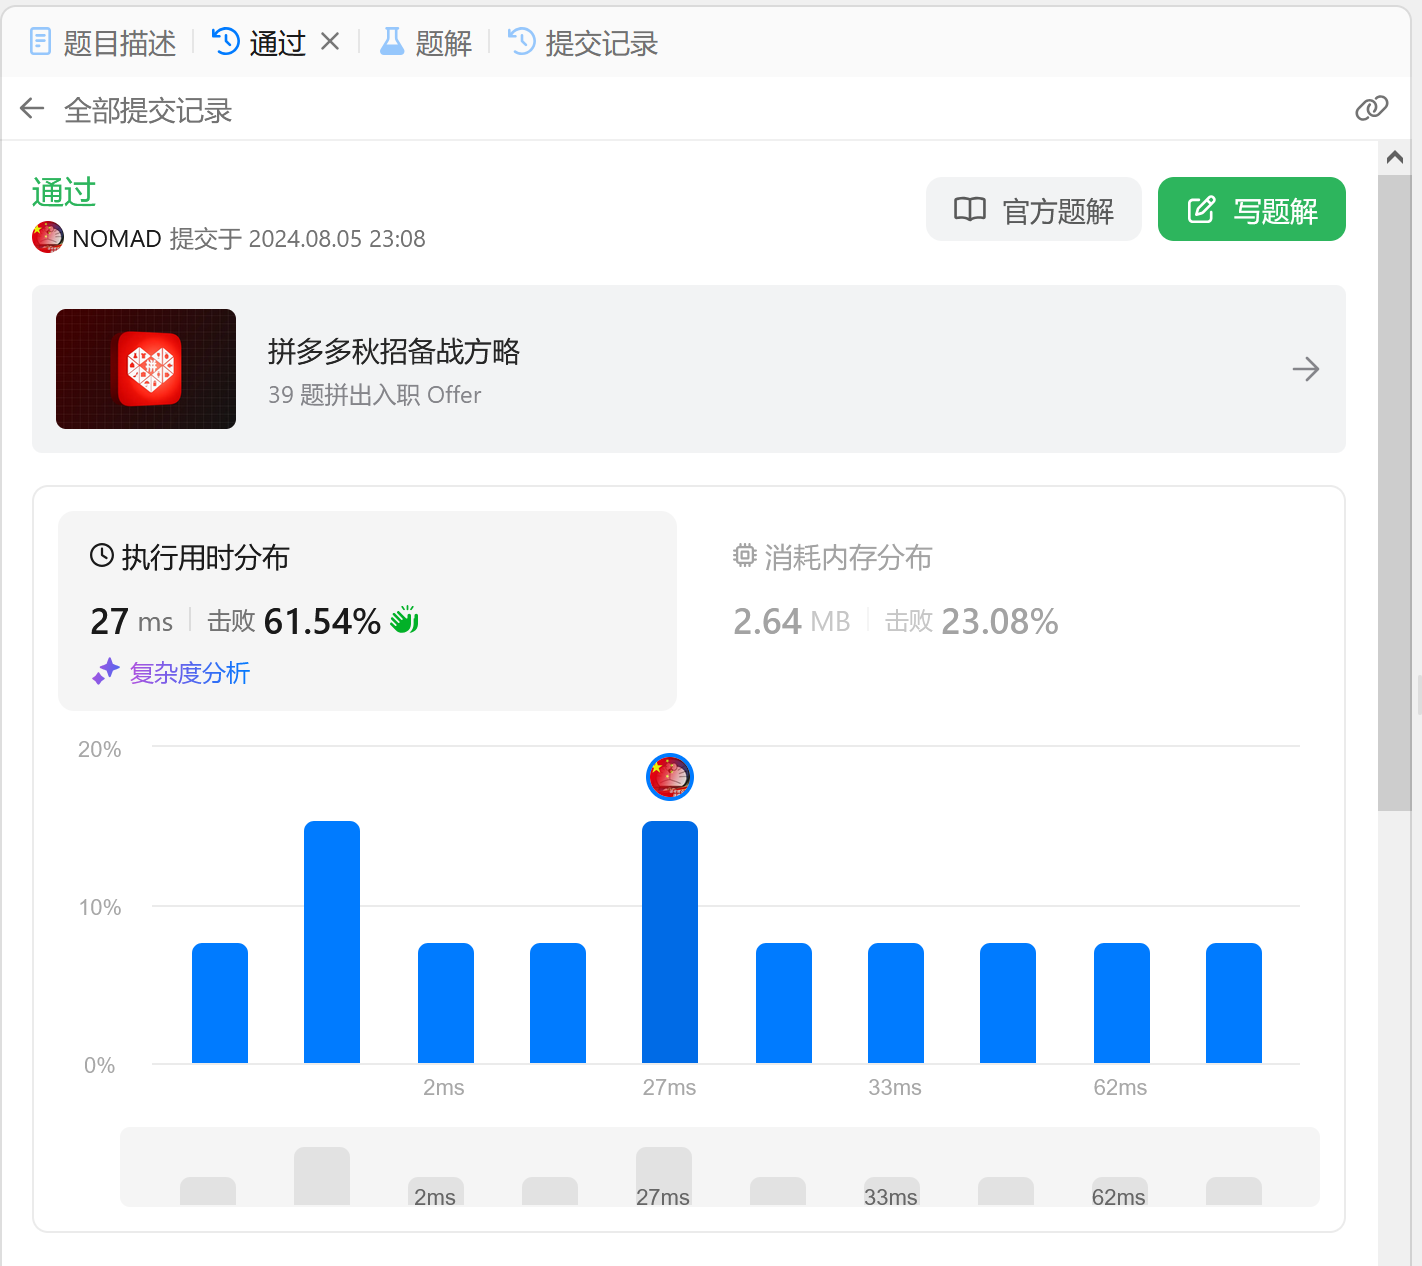 题目描述 通过 题解 提交记录
全部提交记录
通过
NOMAD 提交于 2024.08.05 23:08
官方题解
写题解
拼多多秋招备战方略
39 题拼出入职 Offer
执行用时分布
27 ms 击败 61.54%
复杂度分析
消耗内存分布
2.64 MB 击败 23.08%
20%
10%
0%
2ms 27ms 33ms 62ms
2ms 27ms 33ms 62ms